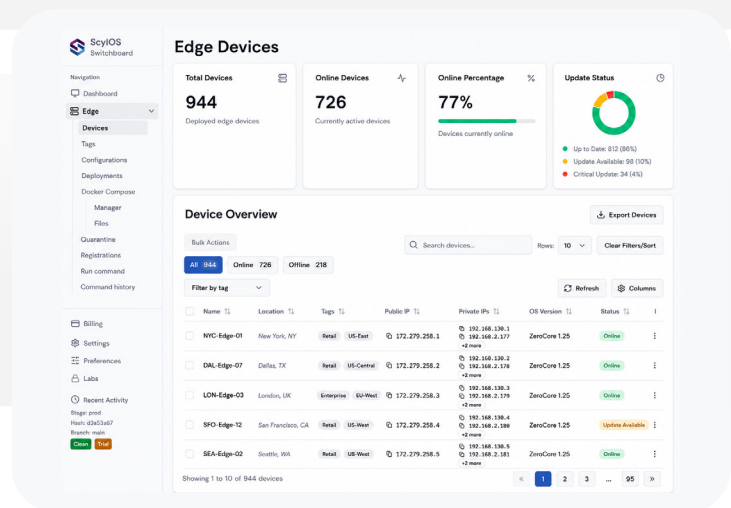 ScyIOS
Switchboard
Navigation
Dashboard
Edge
Devices
Tags
Configurations
Deployments
Docker Compose
Manager
Files
Quarantine
Registrations
Run command
Command history
Billing
Settings
Preferences
Labs
Recent Activity
Stage: prod
Hash: d3a53a67
Branch: main
Clean Trial
Edge Devices
Total Devices
944
Deployed edge devices
Online Devices
726
Currently active devices
Online Percentage %
77%
Devices currently online
Update Status
Up to Date: 812 (86%)
Update Available: 98 (10%)
Critical Update: 34 (4%)
Device Overview
Export Devices
Bulk Actions
Search devices...
Rows: 10
Clear Filters/Sort
All 944 Online 726 Offline 218
Filter by tag
Refresh
Columns
Name Location Tags Public IP Private IPs OS Version Status
NYC-Edge-01 New York, NY Retail US-East 172.279.258.1 192.168.130.1 ZeroCore 1.25 Online
192.168.2.177
+2 more
DAL-Edge-07 Dallas, TX Retail US-Central 172.279.258.2 192.168.130.2 ZeroCore 1.25 Online
192.168.2.178
+2 more
LON-Edge-03 London, UK Enterprise EU-West 172.279.258.3 192.168.130.3 ZeroCore 1.25 Online
192.168.2.179
+2 more
SFO-Edge-12 San Francisco, CA Retail US-West 172.279.258.4 192.168.130.4 ZeroCore 1.25 Update Available
192.168.2.180
+2 more
SEA-Edge-02 Seattle, WA Retail US-West 172.279.258.5 192.168.130.5 ZeroCore 1.25 Online
192.168.2.181
+2 more
Showing 1 to 10 of 944 devices
« 1 2 3 ... 95 »